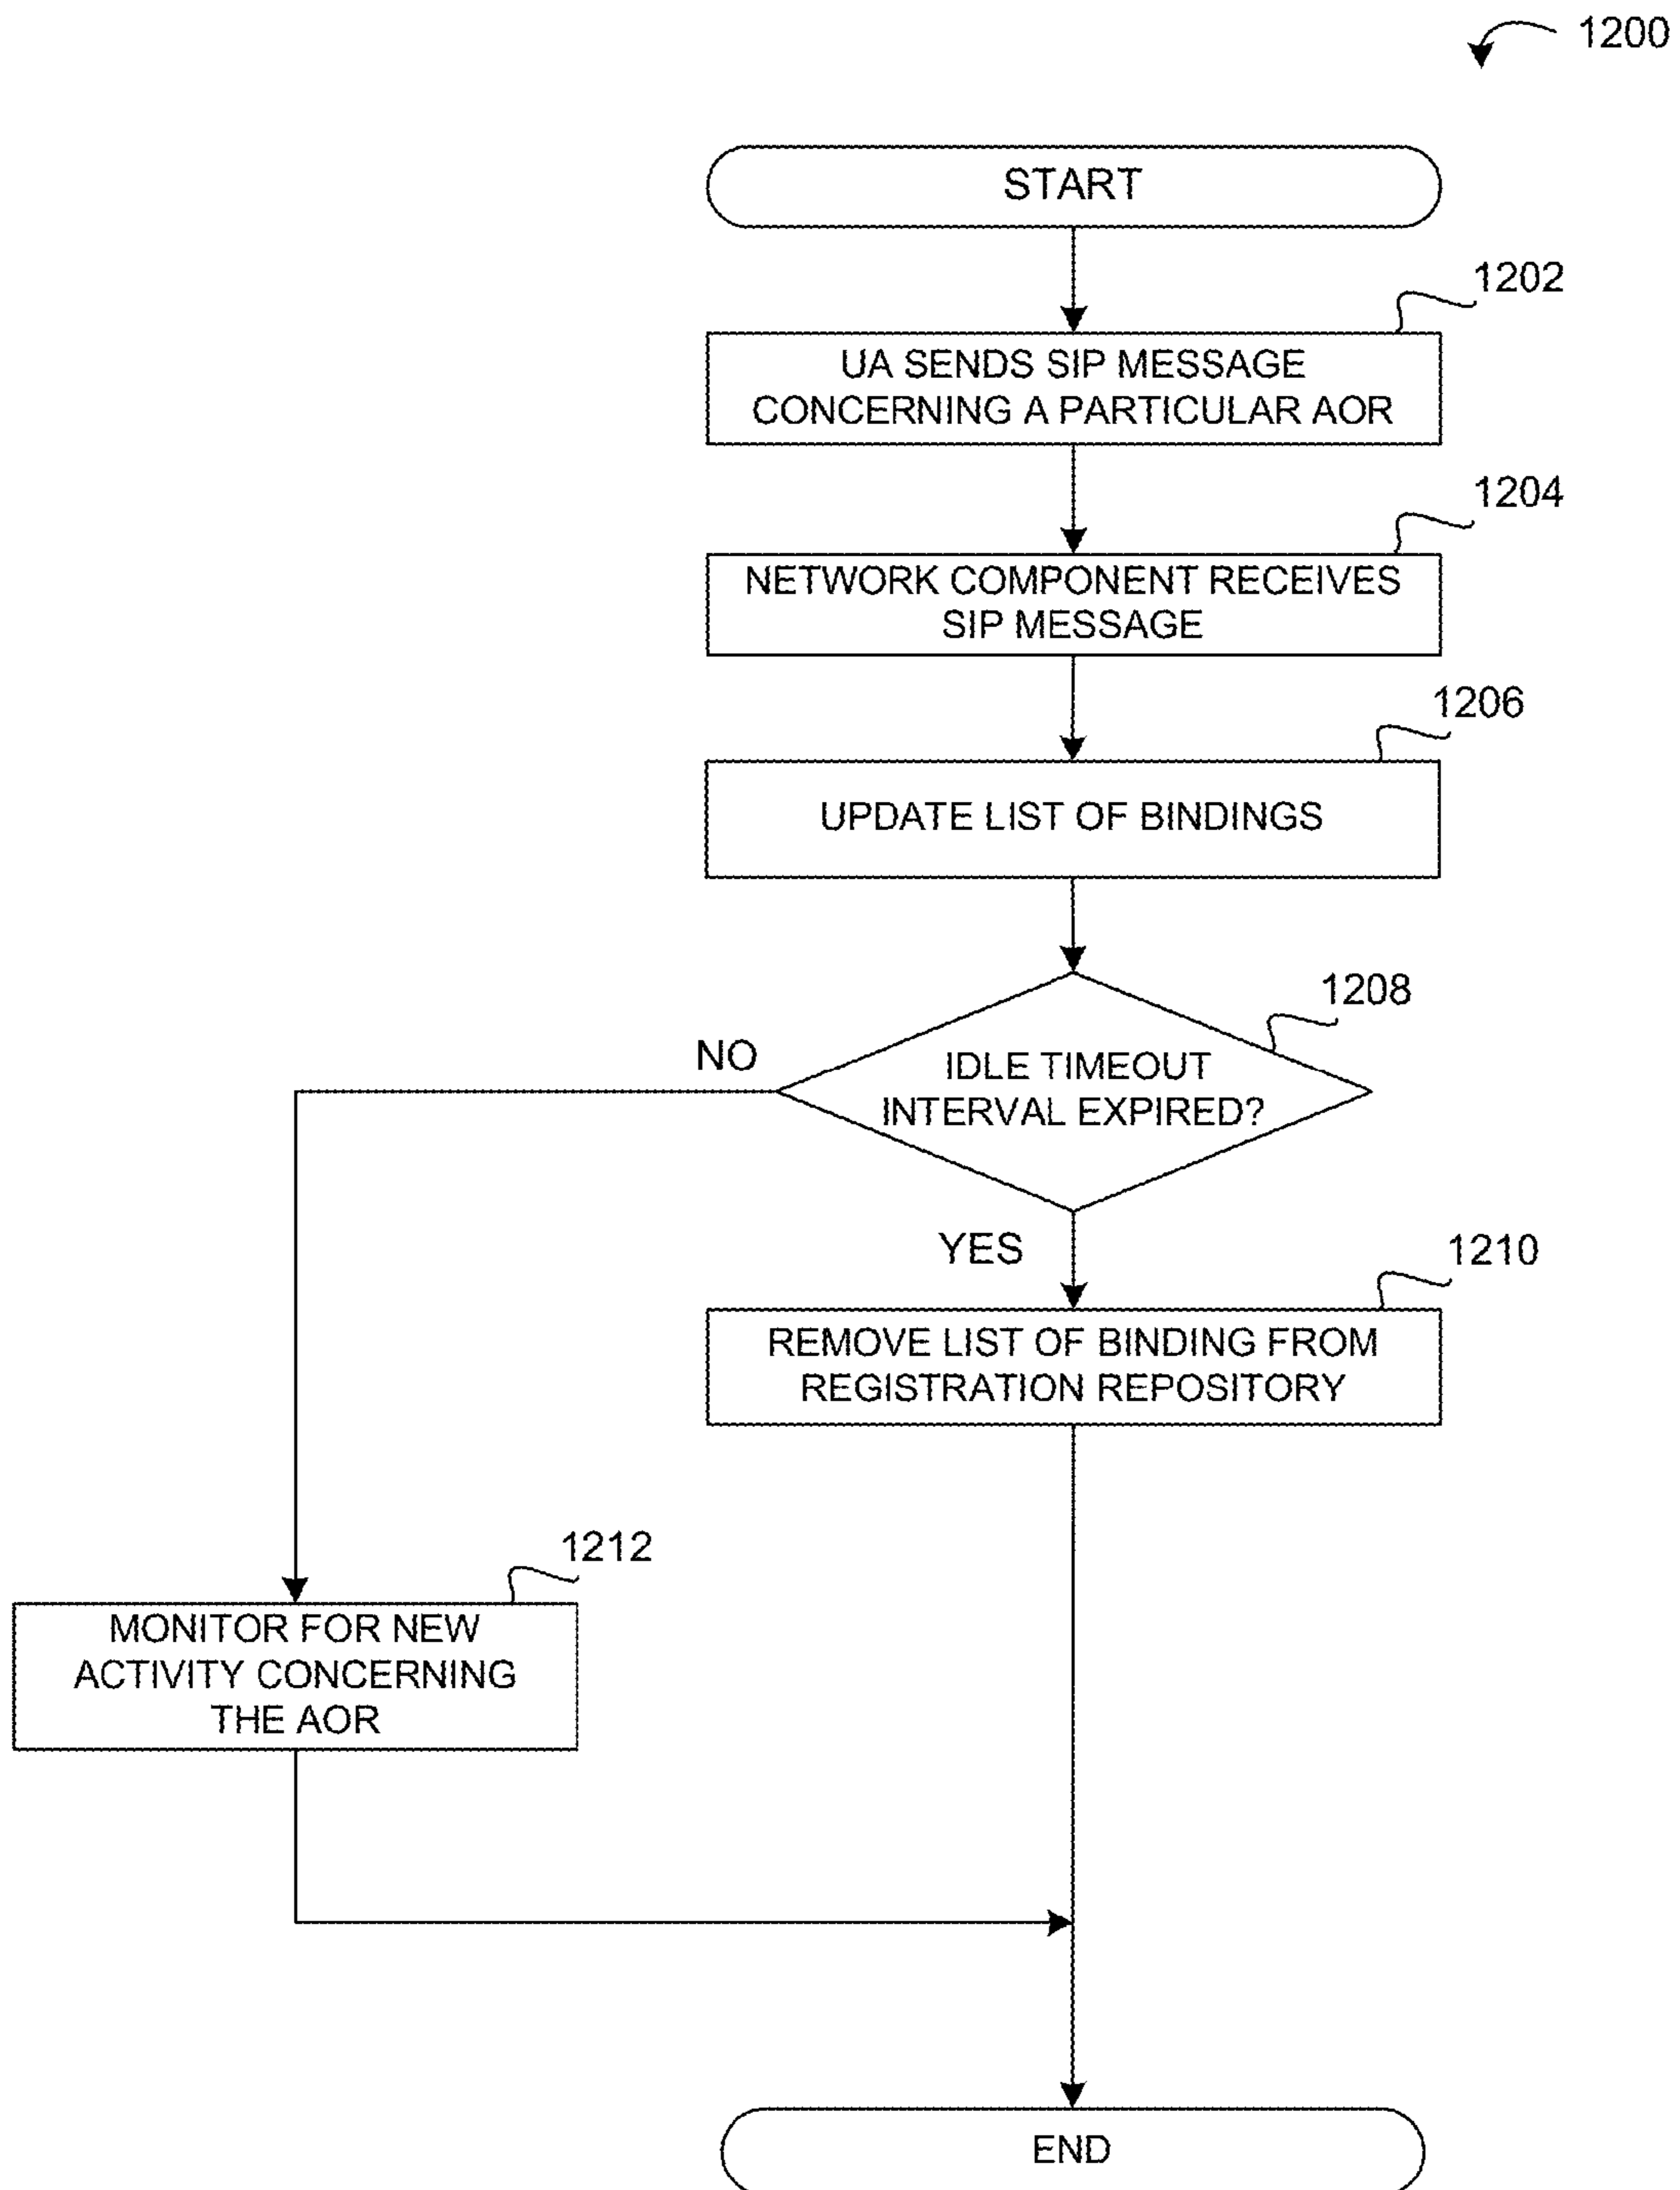 1200
START
1202
UA SENDS SIP MESSAGE
CONCERNING A PARTICULAR AOR
1204
NETWORK COMPONENT RECEIVES
SIP MESSAGE
1206
UPDATE LIST OF BINDINGS
1208
NO
IDLE TIMEOUT
INTERVAL EXPIRED?
YES
1210
REMOVE LIST OF BINDING FROM
REGISTRATION REPOSITORY
1212
MONITOR FOR NEW
ACTIVITY CONCERNING
THE AOR
END